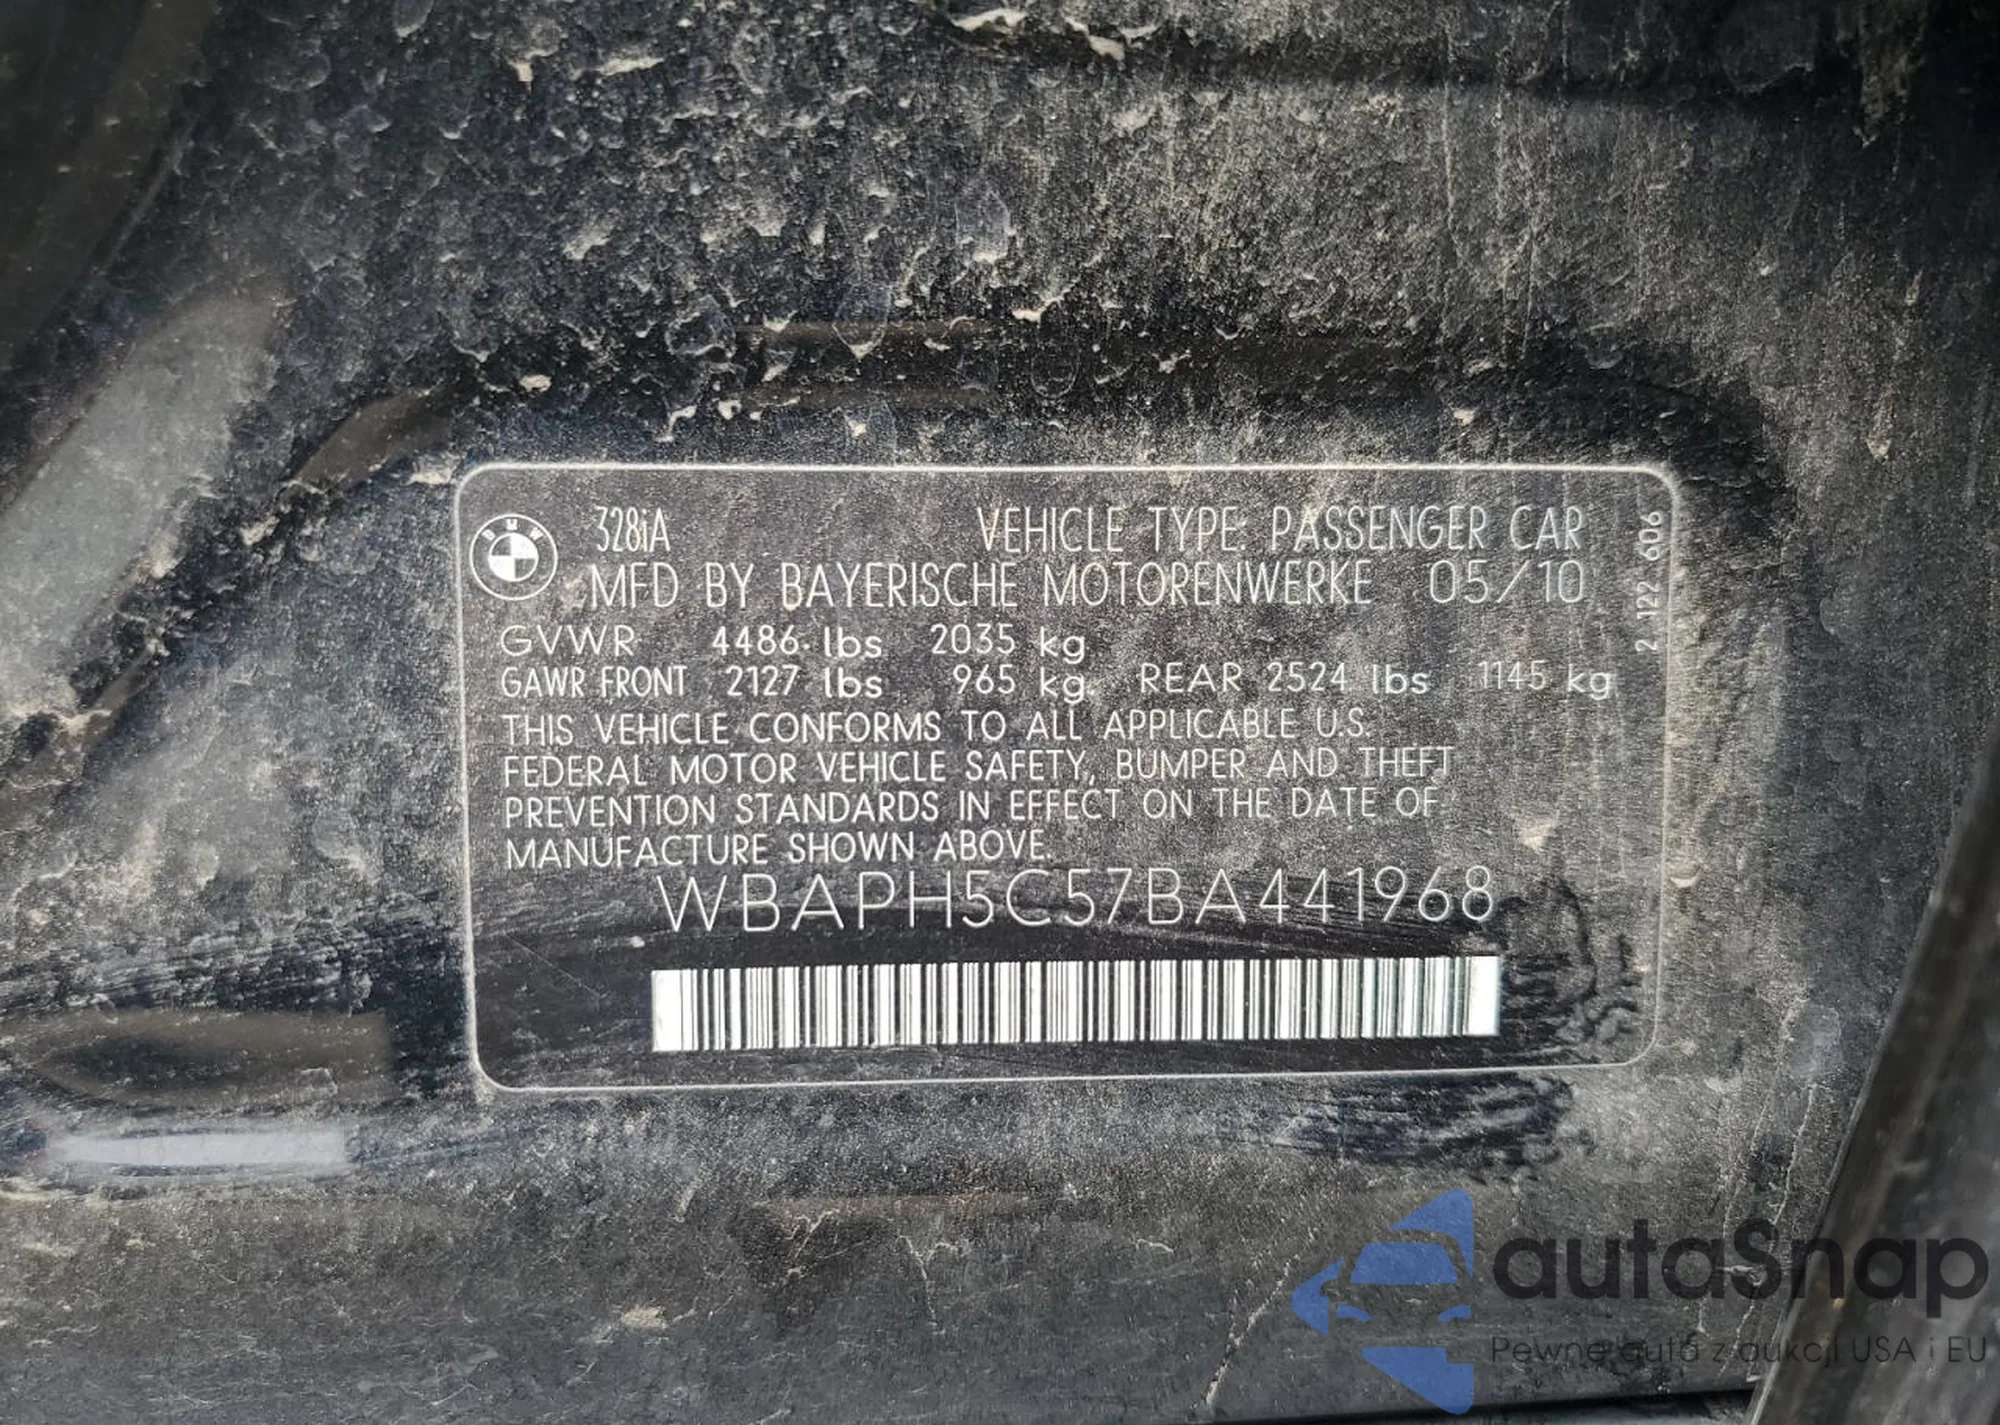 BMW
328iA VEHICLE TYPE: PASSENGER CAR
MFD BY BAYERISCHE MOTORENWERKE 05/10
GVWR 4486 lbs 2035 kg
GAWR FRONT 2127 lbs 965 kg. REAR 2524 lbs 1145 kg
THIS VEHICLE CONFORMS TO ALL APPLICABLE U.S.
FEDERAL MOTOR VEHICLE SAFETY, BUMPER AND THEFT
PREVENTION STANDARDS IN EFFECT ON THE DATE OF
MANUFACTURE SHOWN ABOVE.
WBAPH5C57BA441968
2 122 606
autaSnap
Pewne auta z aukcji USA i EU